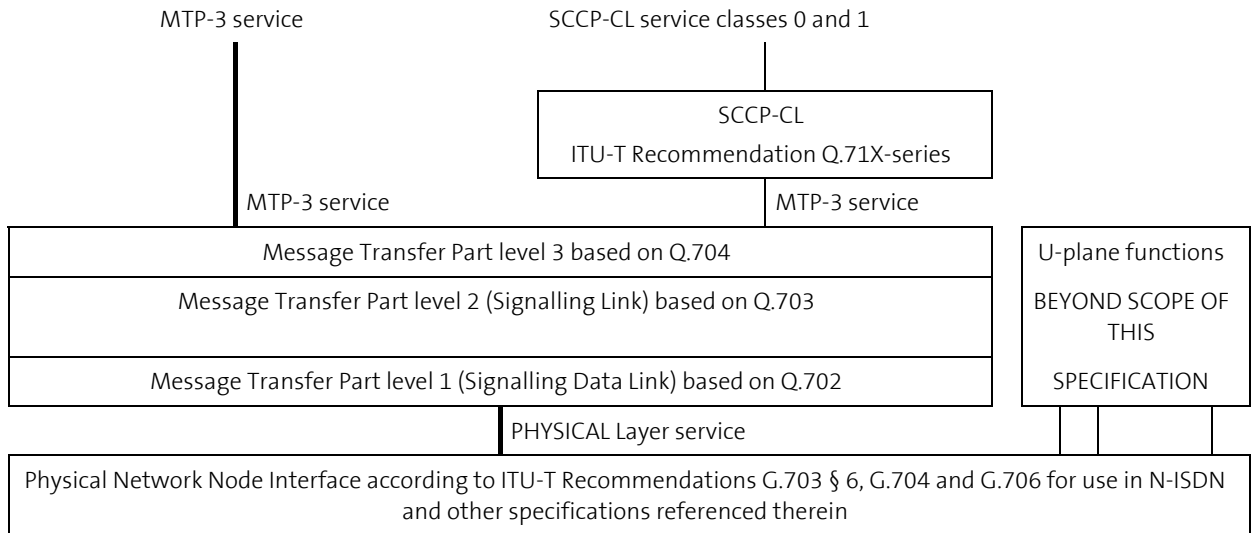 MTP-3 service
SCCP-CL service classes 0 and 1
SCCP-CL
ITU-T Recommendation Q.71X-series
MTP-3 service
MTP-3 service
Message Transfer Part level 3 based on Q.704
Message Transfer Part level 2 (Signalling Link) based on Q.703
Message Transfer Part level 1 (Signalling Data Link) based on Q.702
U-plane functions
BEYOND SCOPE OF
THIS
SPECIFICATION
PHYSICAL Layer service
Physical Network Node Interface according to ITU-T Recommendations G.703 § 6, G.704 and G.706 for use in N-ISDN
and other specifications referenced therein